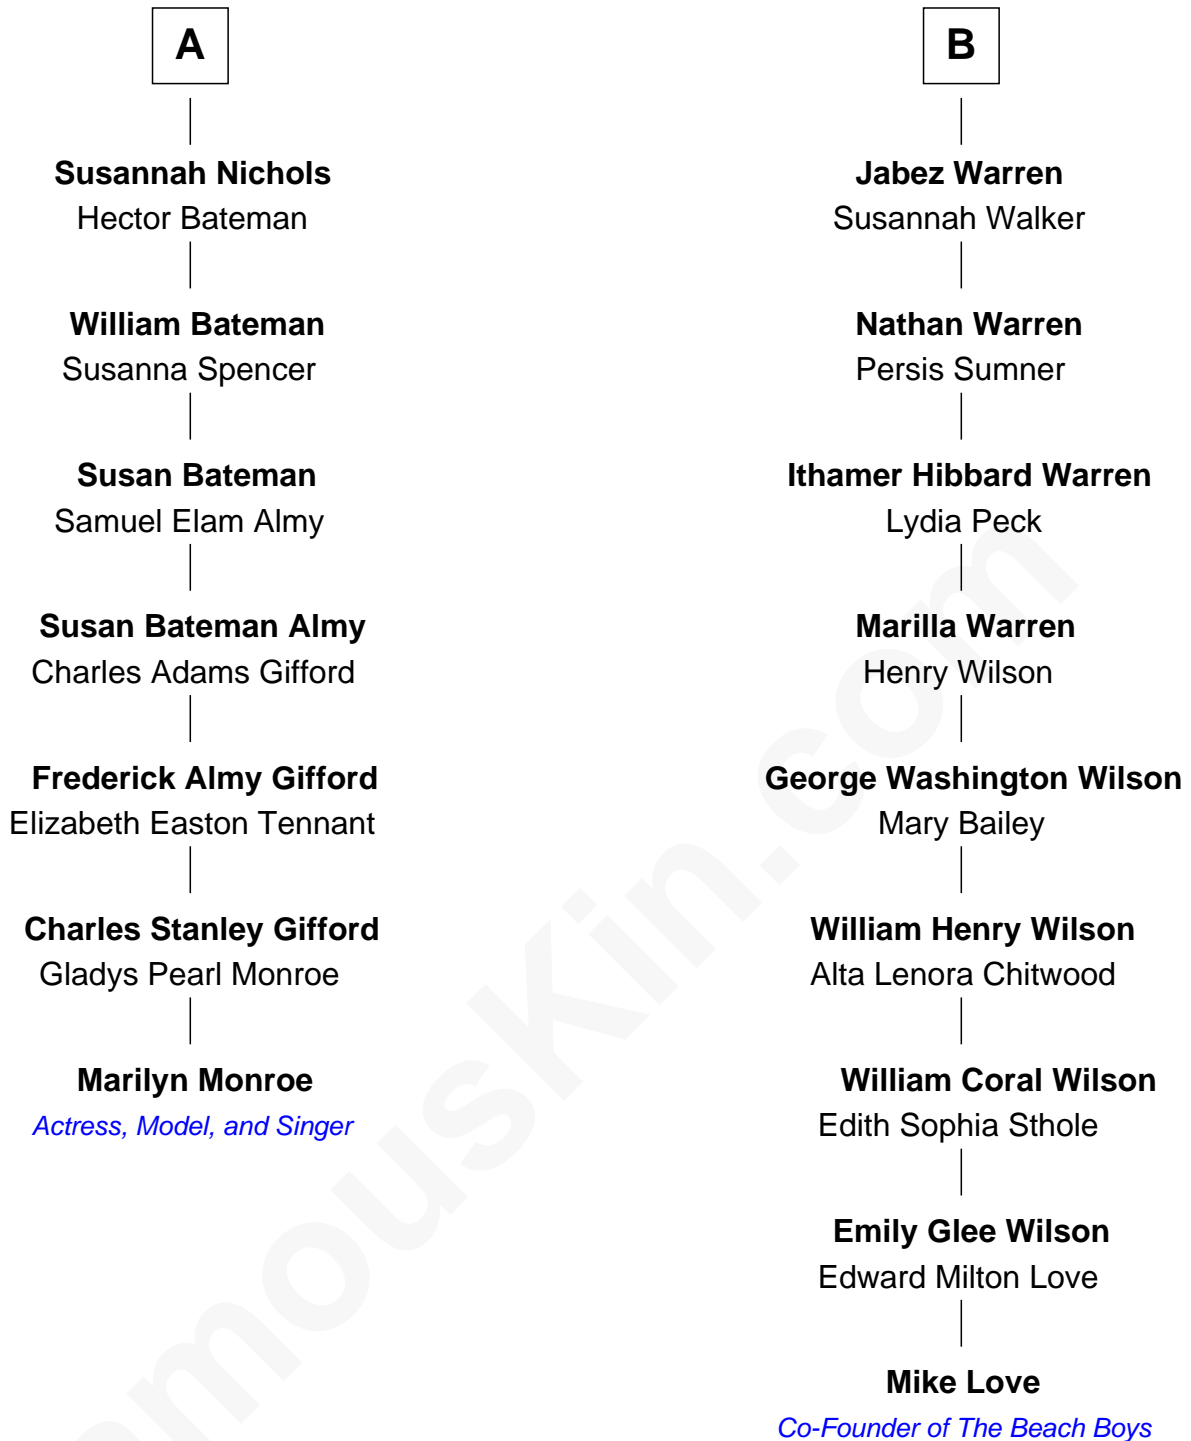 A
Susannah Nichols
Hector Bateman
William Bateman
Susanna Spencer
Susan Bateman
Samuel Elam Almy
Susan Bateman Almy
Charles Adams Gifford
Frederick Almy Gifford
Elizabeth Easton Tennant
Charles Stanley Gifford
Gladys Pearl Monroe
Marilyn Monroe
Actress, Model, and Singer
B
Jabez Warren
Susannah Walker
Nathan Warren
Persis Sumner
Ithamer Hibbard Warren
Lydia Peck
Marilla Warren
Henry Wilson
George Washington Wilson
Mary Bailey
William Henry Wilson
Alta Lenora Chitwood
William Coral Wilson
Edith Sophia Sthole
Emily Glee Wilson
Edward Milton Love
Mike Love
Co-Founder of The Beach Boys
amouskin.com